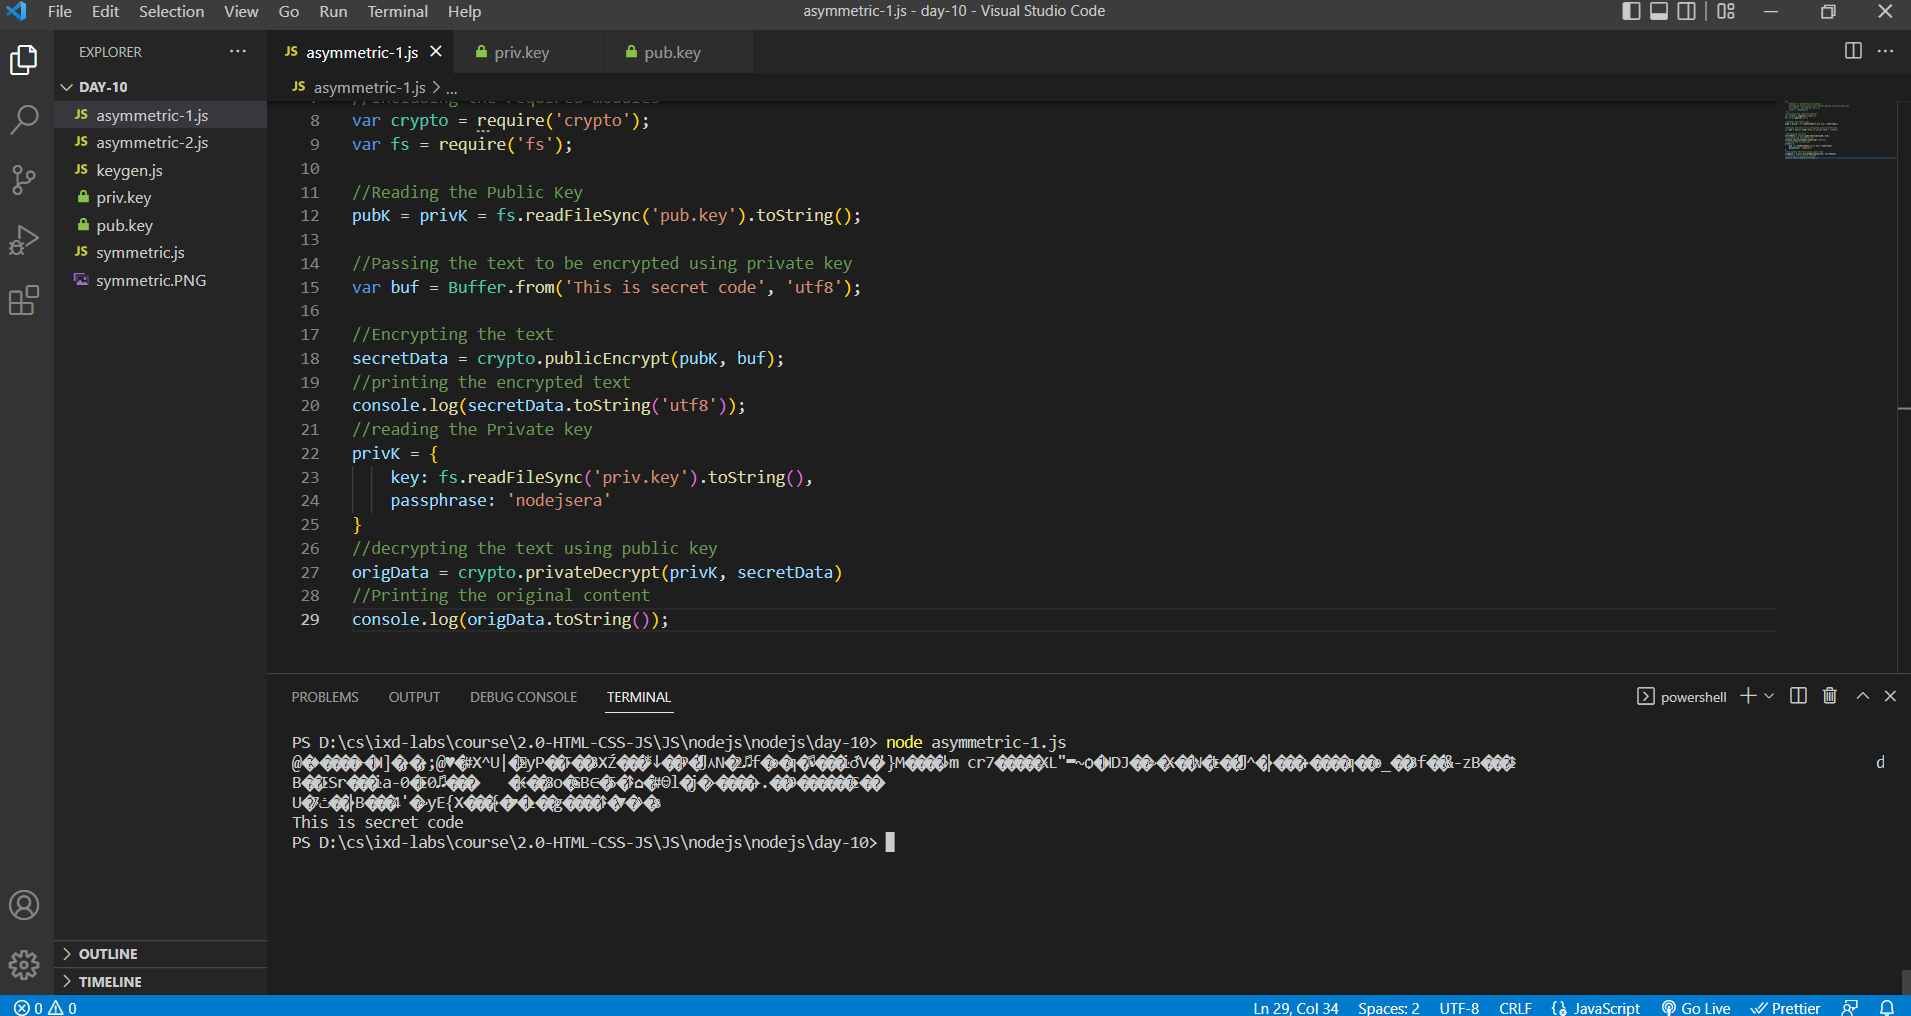 File Edit Selection View Go Run Terminal Help
asymmetric-1.js - day-10 - Visual Studio Code
EXPLORER
DAY-10
JS asymmetric-1.js
JS asymmetric-2.js
JS keygen.js
priv.key
pub.key
JS symmetric.js
symmetric.PNG
OUTLINE
TIMELINE
JS asymmetric-1.js
priv.key
pub.key
JS asymmetric-1.js > ...
7 //Including the required modules
8 var crypto = require('crypto');
9 var fs = require('fs');
10
11 //Reading the Public Key
12 pubK = privK = fs.readFileSync('pub.key').toString();
13
14 //Passing the text to be encrypted using private key
15 var buf = Buffer.from('This is secret code', 'utf8');
16
17 //Encrypting the text
18 secretData = crypto.publicEncrypt(pubK, buf);
19 //printing the encrypted text
20 console.log(secretData.toString('utf8'));
21 //reading the Private key
22 privK = {
23 key: fs.readFileSync('priv.key').toString(),
24 passphrase: 'nodejsera'
25 }
26 //decrypting the text using public key
27 origData = crypto.privateDecrypt(privK, secretData)
28 //Printing the original content
29 console.log(origData.toString());
PROBLEMS OUTPUT DEBUG CONSOLE TERMINAL
powershell
PS D:\cs\ixd-labs\course\2.0-HTML-CSS-JS\JS\nodejs\nodejs\day-10> node asymmetric-1.js
This is secret code
PS D:\cs\ixd-labs\course\2.0-HTML-CSS-JS\JS\nodejs\nodejs\day-10>
0 0
Ln 29, Col 34 Spaces: 2 UTF-8 CRLF {} JavaScript Go Live Prettier